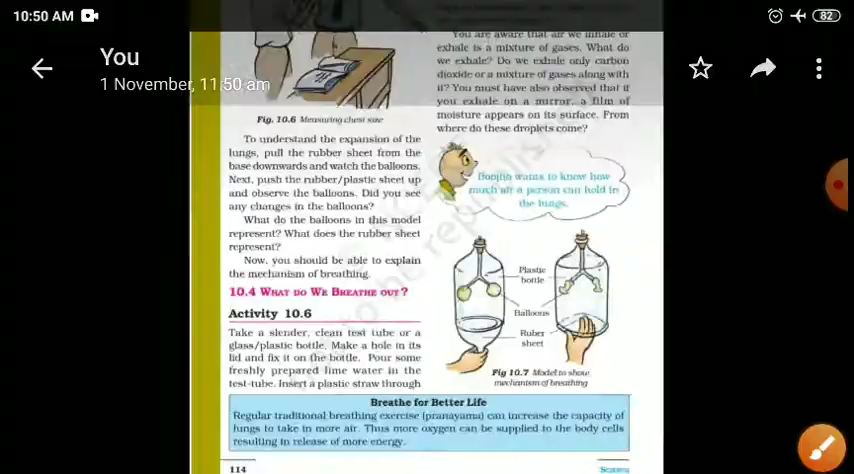 10:50 AM
82
You
1 November, 11:50 am
Fig. 10.6 Measuring chest size
To understand the expansion of the
lungs, pull the rubber sheet from the
base downwards and watch the balloons.
Next, push the rubber/plastic sheet up
and observe the balloons. Did you see
any changes in the balloons?
What do the balloons in this model
represent? What does the rubber sheet
represent?
Now, you should be able to explain
the mechanism of breathing.
10.4 WHAT DO WE BREATHE OUT?
Activity 10.6
Take a slender, clean test tube or a
glass/plastic bottle. Make a hole in its
lid and fix it on the bottle. Pour some
freshly prepared lime water in the
test-tube. Insert a plastic straw through
You are aware that air we inhale or
exhale is a mixture of gases. What do
we exhale? Do we exhale only carbon
dioxide or a mixture of gases along with
it? You must have also observed that if
you exhale on a mirror, a film of
moisture appears on its surface. From
where do these droplets come?
Boojho wants to know how
much air a person can hold in
the lungs.
Plastic
bottle
Balloons
Ruber
sheet
Fig 10.7 Model to show
mechanism of breathing
Breathe for Better Life
Regular traditional breathing exercise (pranayama) can increase the capacity of
lungs to take in more air. Thus more oxygen can be supplied to the body cells
resulting in release of more energy.
114
SCIENCE